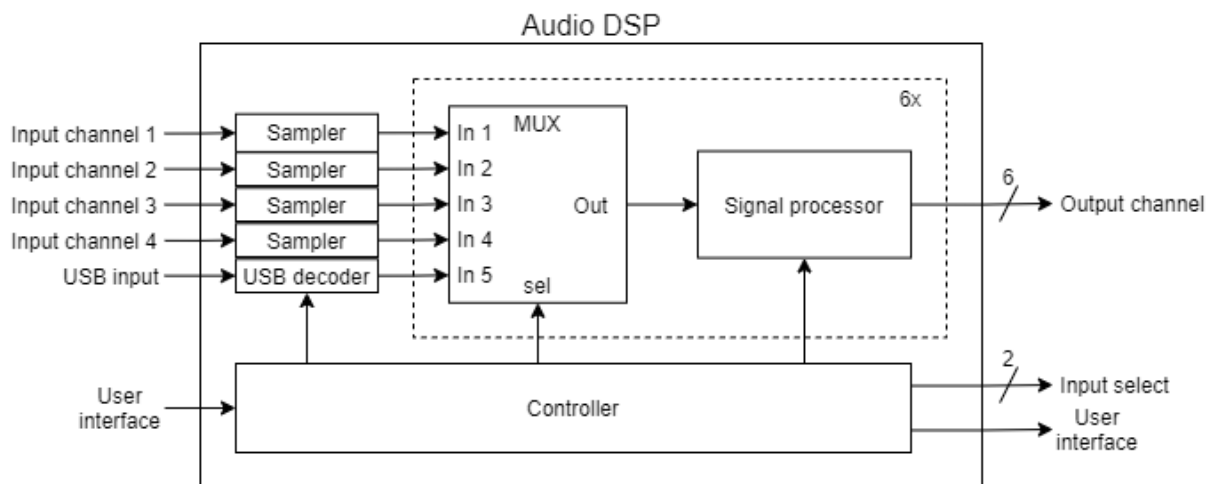 Audio DSP
6x
Input channel 1
Sampler
In 1
MUX
Input channel 2
Sampler
In 2
Input channel 3
Sampler
In 3
Out
Signal processor
6
Output channel
Input channel 4
Sampler
In 4
USB input
USB decoder
In 5
sel
2
Input select
User
interface
Controller
User
interface